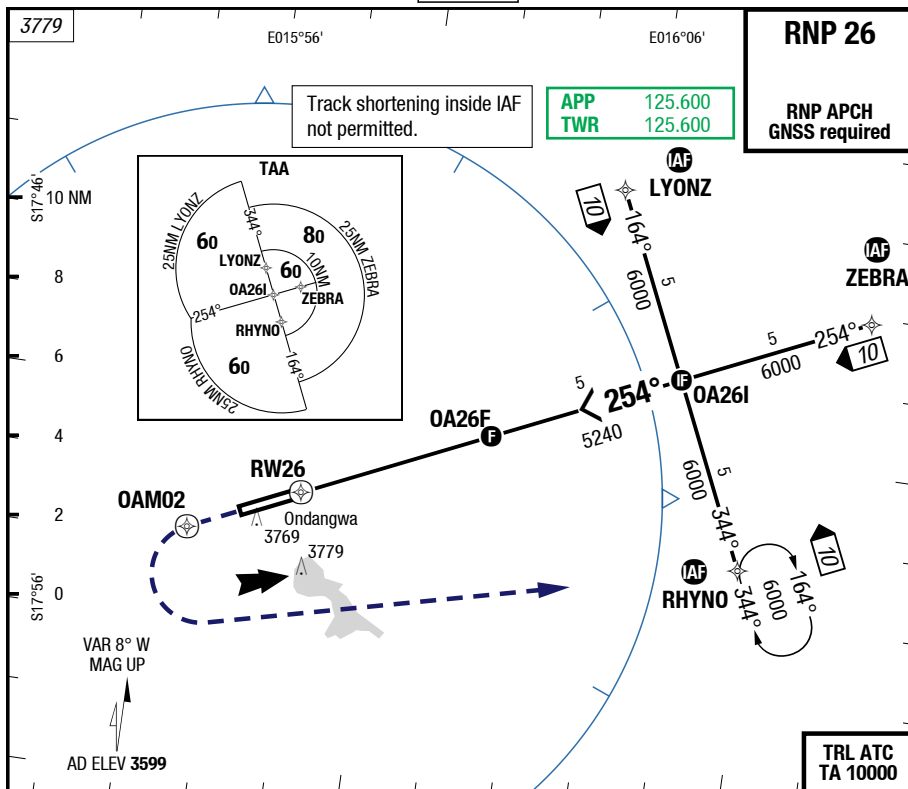 3779
E015°56'
E016°06'
RNP 26
RNP APCH
GNSS required
Track shortening inside IAF
not permitted.
APP 125.600
TWR 125.600
IAF
LYONZ
10
164°
6000
5
IAF
ZEBRA
S17°46'
10 NM
8
6
4
2
0
S17°56'
TAA
25NM LYONZ
60
344°
80
25NM ZEBRA
LYONZ
60
10NM
OA26I
ZEBRA
254°
RHYNO
164°
60
25NM RHYNO
5
254°
6000
10
IF
OA26I
5
254°
5240
OA26F
F
RW26
OAM02
Ondangwa
3769
3779
6000
5
344°
10
IAF
RHYNO
344°
6000
164°
VAR 8° W
MAG UP
AD ELEV 3599
TRL ATC
TA 10000